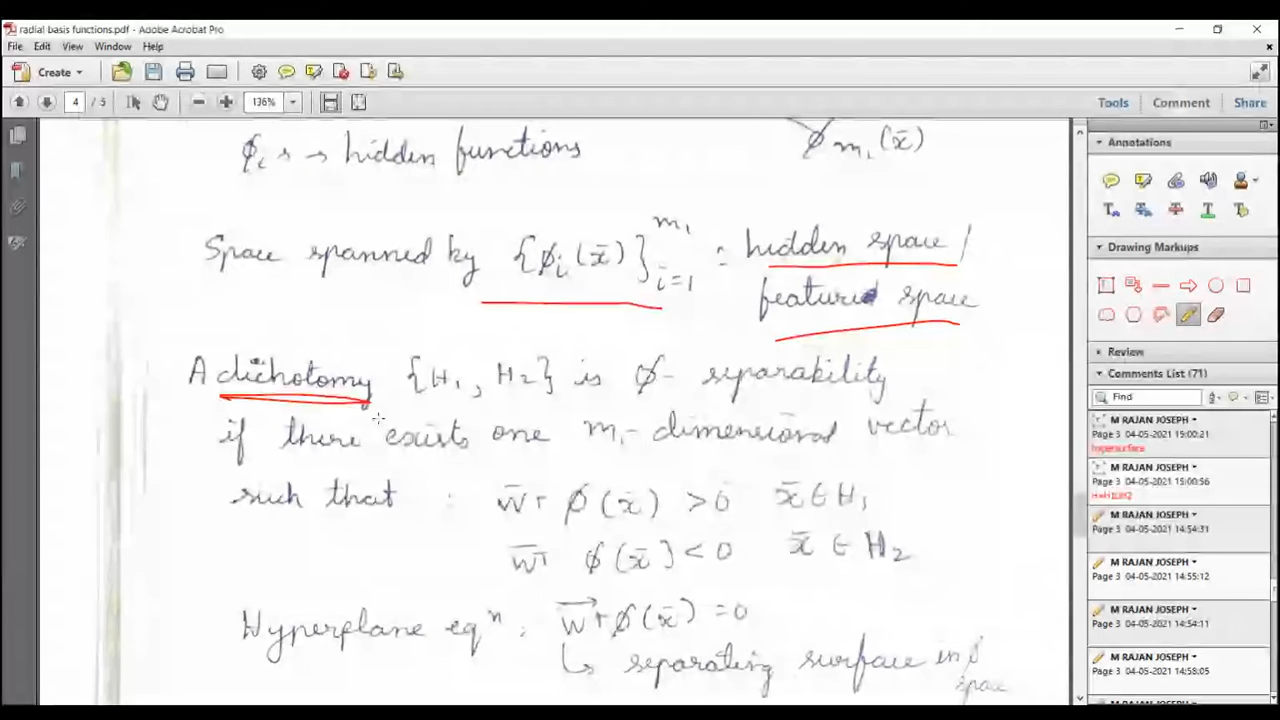 radial basis functions.pdf - Adobe Acrobat Pro
File Edit View Window Help
Create
4 / 5 136% Tools Comment Share
ϕi s → hidden functions ϕ m₁(x̄)
Space spanned by {ϕi(x̄)}i=1 m₁ : hidden space /
feature space
A dichotomy {H₁, H₂} is ϕ- separability
if there exists one m₁-dimensional vector
such that : w̄ᵀ ϕ(x̄) >0 x̄ ∈ H₁
w̄ᵀ ϕ(x̄) <0 x̄ ∈ H₂
Hyperplane eqⁿ : w⃗ᵀϕ(x̄) =0
↳ separating surface in ϕ
space
Annotations
Drawing Markups
Review
Comments List (71)
Find
M RAJAN JOSEPH
Page 3 04-05-2021 15:00:21
hypersurface
M RAJAN JOSEPH
Page 3 04-05-2021 15:00:56
H=H1UH2
M RAJAN JOSEPH
Page 3 04-05-2021 14:54:31
M RAJAN JOSEPH
Page 3 04-05-2021 14:55:12
M RAJAN JOSEPH
Page 3 04-05-2021 14:54:11
M RAJAN JOSEPH
Page 3 04-05-2021 14:58:05